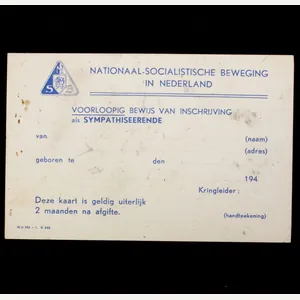 NATIONAAL-SOCIALISTISCHE BEWEGING
IN NEDERLAND
VOORLOOPIG BEWIJS VAN INSCHRIJVING
als SYMPATHISEERENDE
van (naam)
(adres)
geboren te den
194
Kringleider:
Deze kaart is geldig uiterlijk
2 maanden na afgifte.
(handteekening)